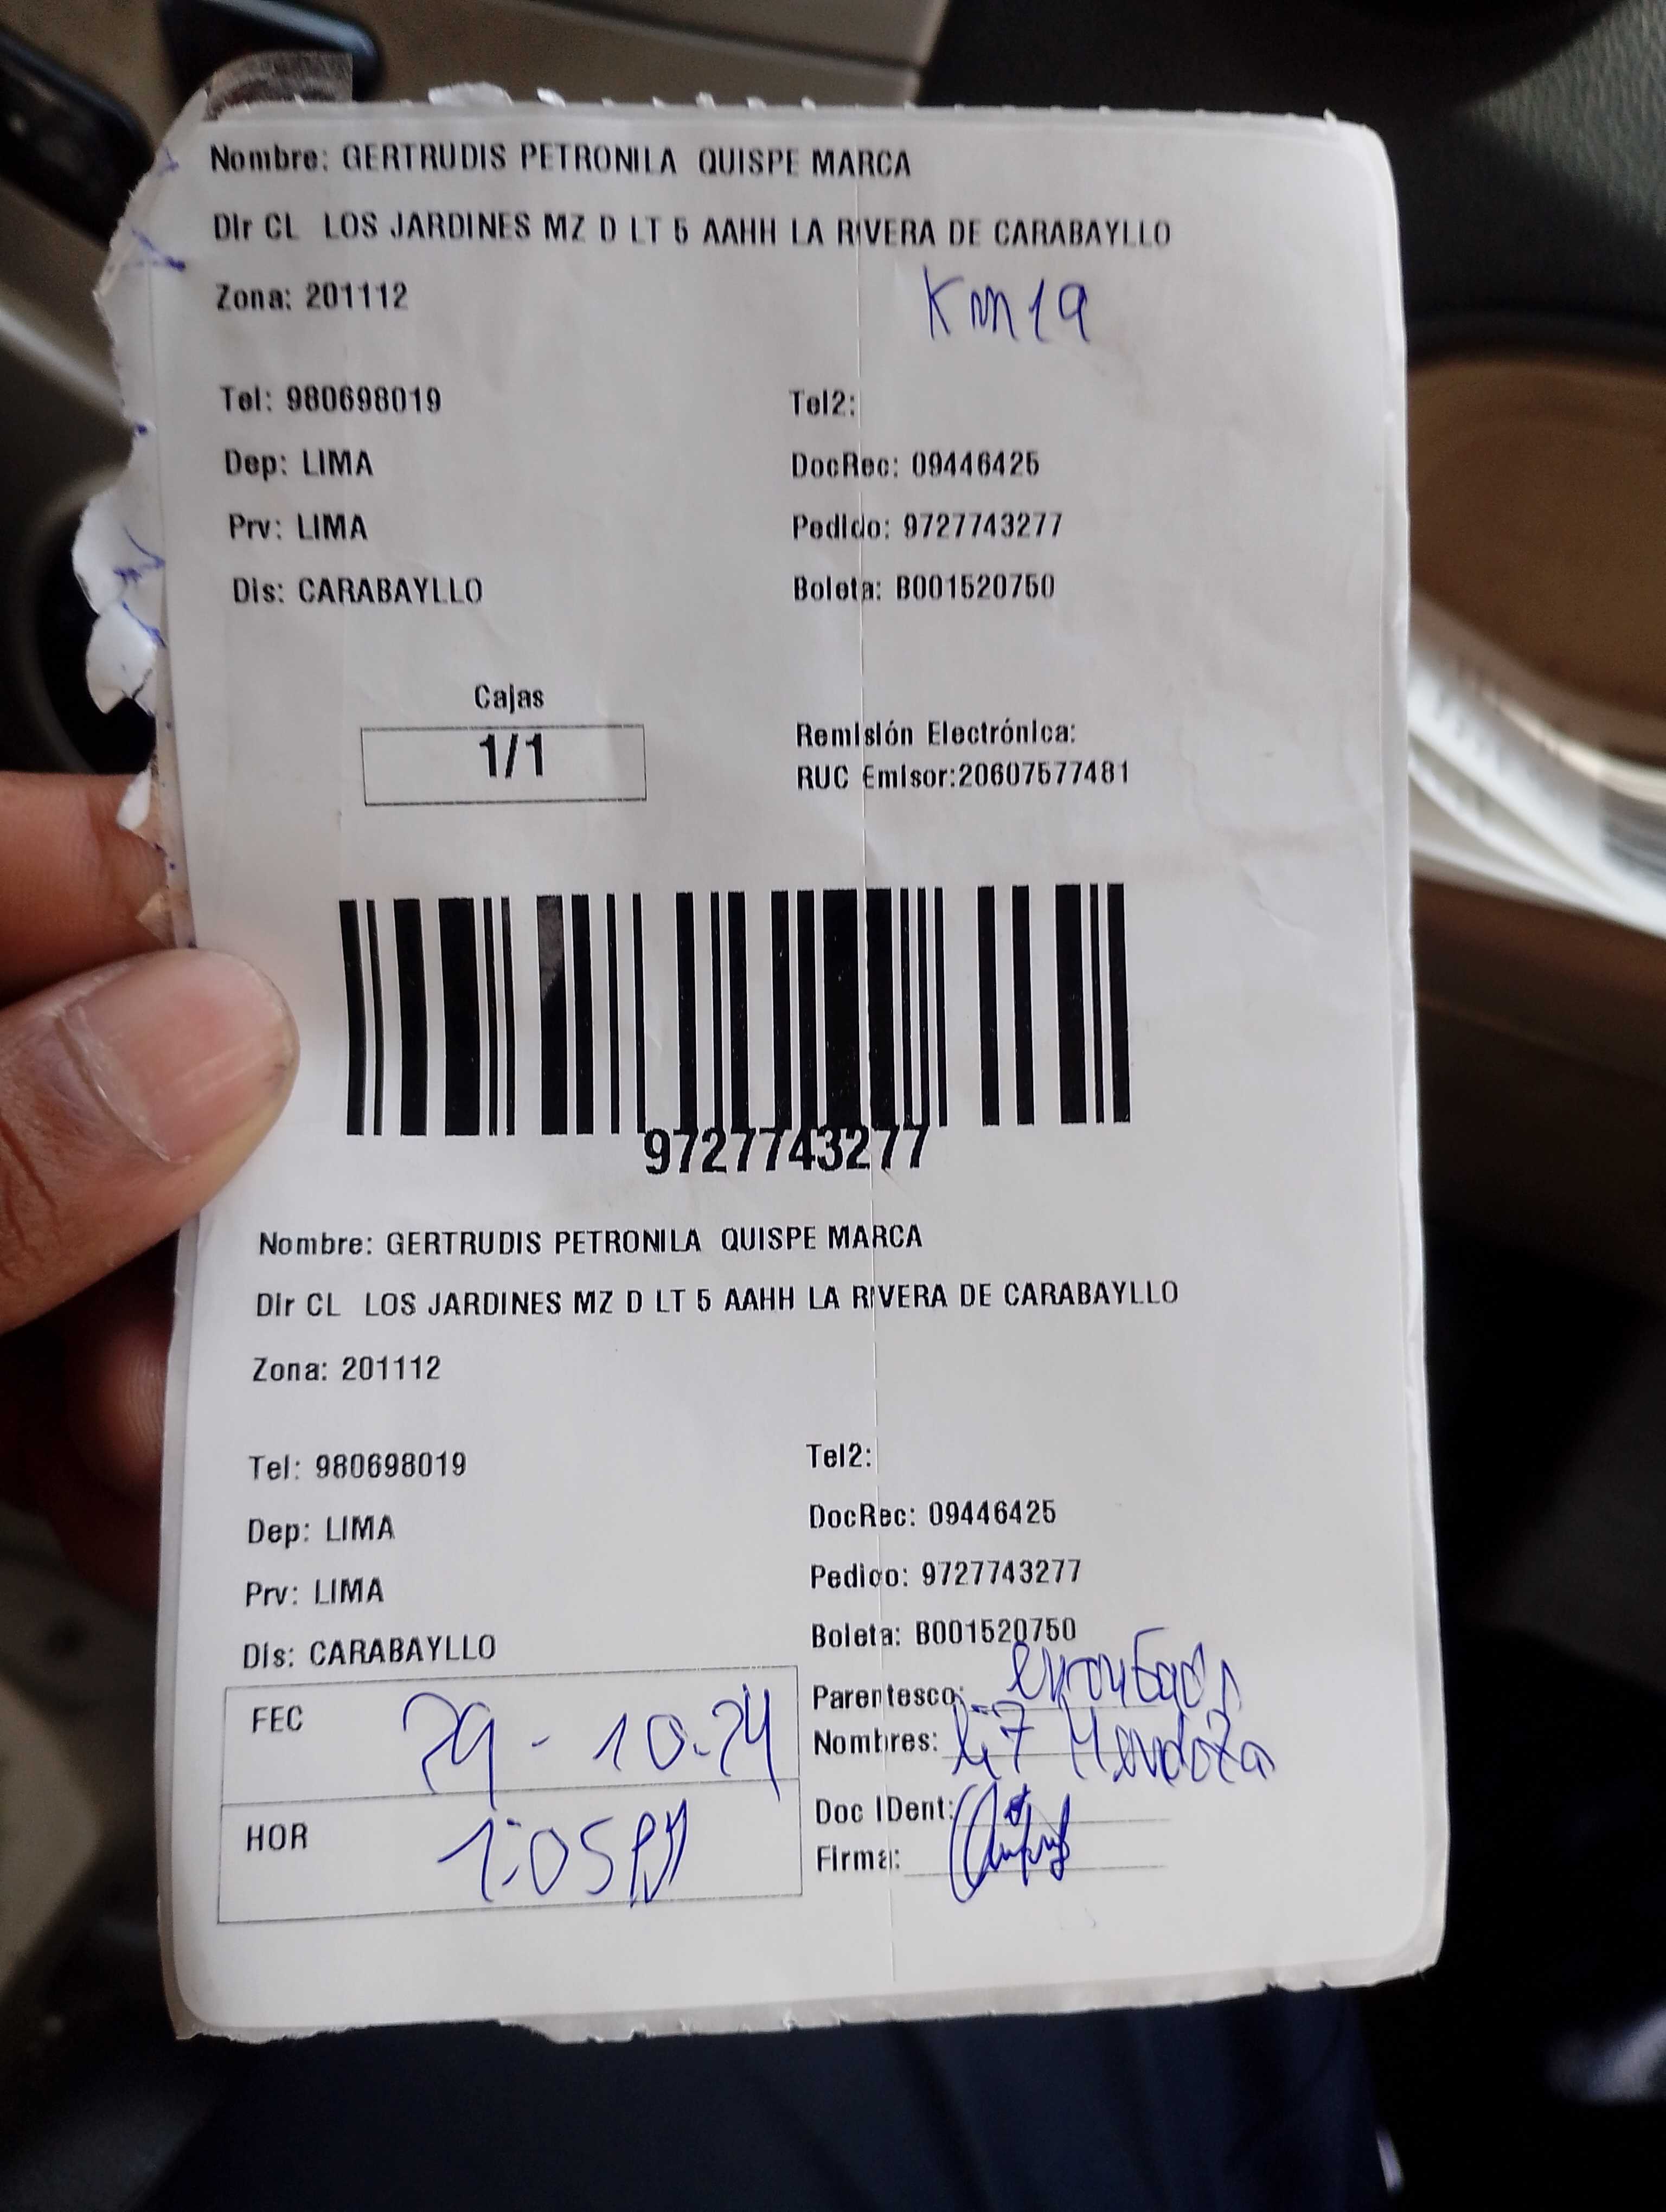 Nombre: GERTRUDIS PETRONILA QUISPE MARCA
Dir CL LOS JARDINES MZ D LT 5 AAHH LA RIVERA DE CARABAYLLO
Zona: 201112
Km 19
Tel: 980698019 Tel2:
Dep: LIMA DocRec: 09446425
Prv: LIMA Pedido: 9727743277
Dis: CARABAYLLO Boleta: B001520750
Cajas
1/1
Remisión Electrónica:
RUC Emisor:20607577481
9727743277
Nombre: GERTRUDIS PETRONILA QUISPE MARCA
Dir CL LOS JARDINES MZ D LT 5 AAHH LA RIVERA DE CARABAYLLO
Zona: 201112
Tel: 980698019 Tel2:
Dep: LIMA DocRec: 09446425
Prv: LIMA Pedido: 9727743277
Dis: CARABAYLLO Boleta: B001520750
FEC 29-10-24
HOR 1:05 PM
Parentesco:
Nombres: Mendoza
Doc IDent:
Firma: